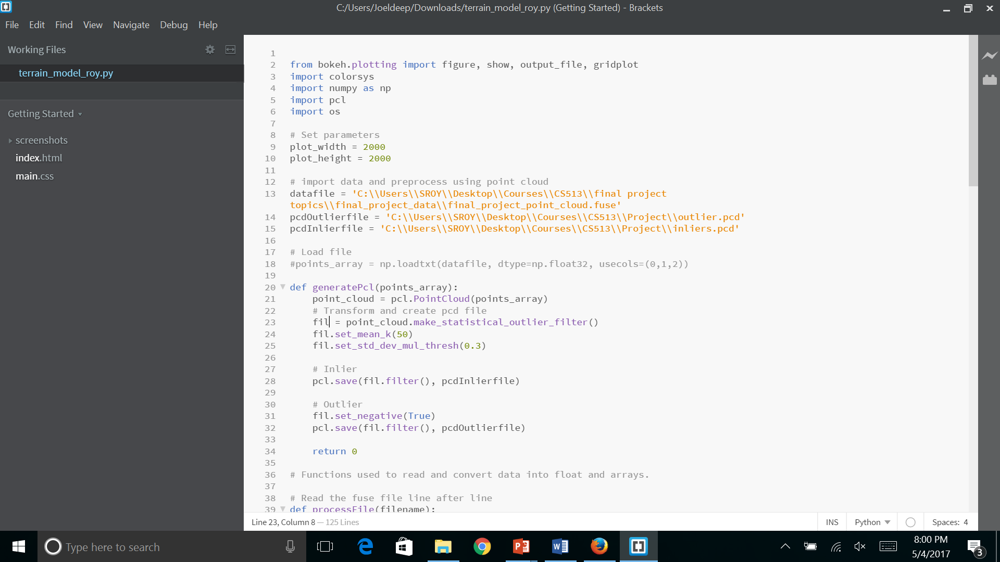 C:/Users/Joeldeep/Downloads/terrain_model_roy.py (Getting Started) - Brackets
File Edit Find View Navigate Debug Help
Working Files
terrain_model_roy.py
Getting Started
screenshots
index.html
main.css
1
2 from bokeh.plotting import figure, show, output_file, gridplot
3 import colorsys
4 import numpy as np
5 import pcl
6 import os
7
8 # Set parameters
9 plot_width = 2000
10 plot_height = 2000
11
12 # import data and preprocess using point cloud
13 datafile = 'C:\\Users\\SROY\\Desktop\\Courses\\CS513\\final project
topics\\final_project_data\\final_project_point_cloud.fuse'
14 pcdOutlierfile = 'C:\\Users\\SROY\\Desktop\\Courses\\CS513\\Project\\outlier.pcd'
15 pcdInlierfile = 'C:\\Users\\SROY\\Desktop\\Courses\\CS513\\Project\\inliers.pcd'
16
17 # Load file
18 #points_array = np.loadtxt(datafile, dtype=np.float32, usecols=(0,1,2))
19
20 def generatePcl(points_array):
21     point_cloud = pcl.PointCloud(points_array)
22     # Transform and create pcd file
23     fil = point_cloud.make_statistical_outlier_filter()
24     fil.set_mean_k(50)
25     fil.set_std_dev_mul_thresh(0.3)
26
27     # Inlier
28     pcl.save(fil.filter(), pcdInlierfile)
29
30     # Outlier
31     fil.set_negative(True)
32     pcl.save(fil.filter(), pcdOutlierfile)
33
34     return 0
35
36 # Functions used to read and convert data into float and arrays.
37
38 # Read the fuse file line after line
39 def processFile(filename):
Line 23, Column 8 — 125 Lines
INS Python Spaces: 4
Type here to search
8:00 PM
5/4/2017
3